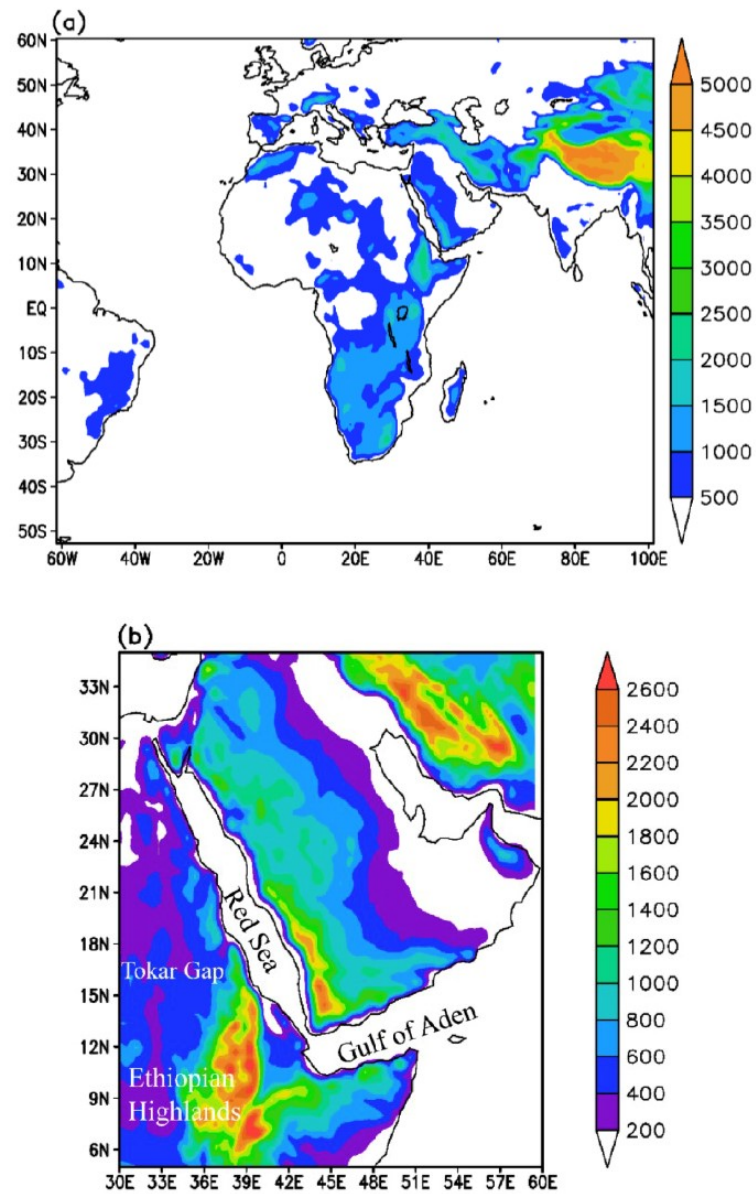 (a)
60N
50N
40N
30N
20N
10N
EQ
10S
20S
30S
40S
50S
60W
40W
20W
0
20E
40E
60E
80E
100E
5000
4500
4000
3500
3000
2500
2000
1500
1000
500
(b)
33N
30N
27N
24N
21N
18N
15N
12N
9N
6N
30E
33E
36E
39E
42E
45E
48E
51E
54E
57E
60E
Red Sea
Tokar Gap
Gulf of Aden
Ethiopian
Highlands
2600
2400
2200
2000
1800
1600
1400
1200
1000
800
600
400
200